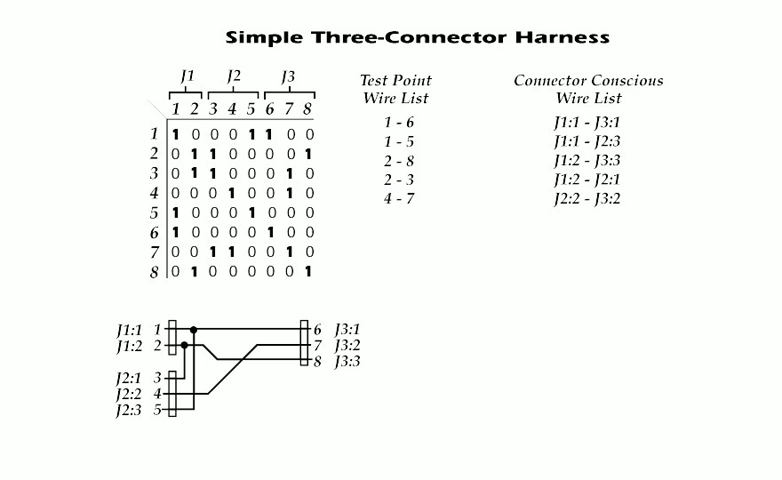 Simple Three-Connector Harness
J1 J2 J3
1 2 3 4 5 6 7 8
1 1 0 0 0 1 1 0 0
2 0 1 1 0 0 0 0 1
3 0 1 1 0 0 0 1 0
4 0 0 0 1 0 0 1 0
5 1 0 0 0 1 0 0 0
6 1 0 0 0 0 1 0 0
7 0 0 1 1 0 0 1 0
8 0 1 0 0 0 0 0 1
Test Point
Wire List
1 - 6
1 - 5
2 - 8
2 - 3
4 - 7
Connector Conscious
Wire List
J1:1 - J3:1
J1:1 - J2:3
J1:2 - J3:3
J1:2 - J2:1
J2:2 - J3:2
J1:1 1
J1:2 2
J2:1 3
J2:2 4
J2:3 5
6 J3:1
7 J3:2
8 J3:3